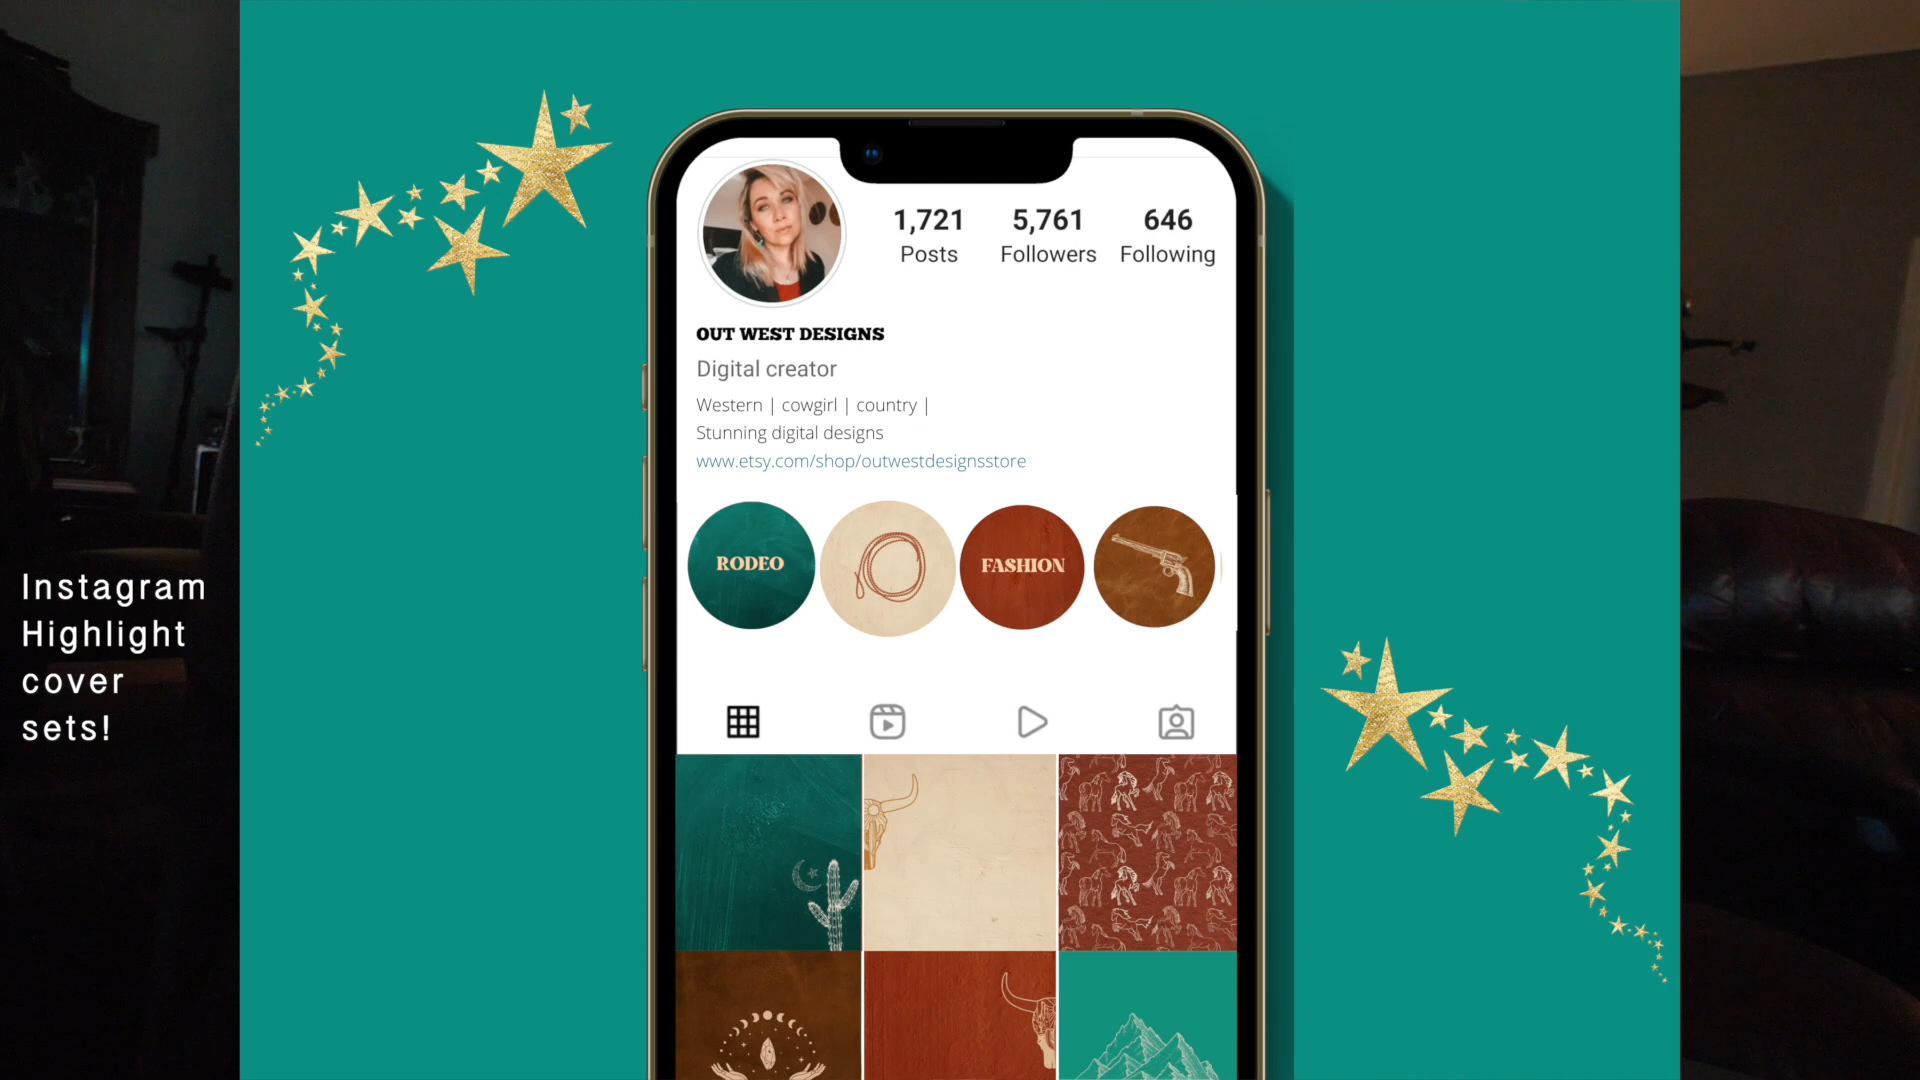 Instagram
Highlight
cover
sets!
1,721 5,761 646
Posts Followers Following
OUT WEST DESIGNS
Digital creator
Western | cowgirl | country |
Stunning digital designs
www.etsy.com/shop/outwestdesignsstore
RODEO
FASHION